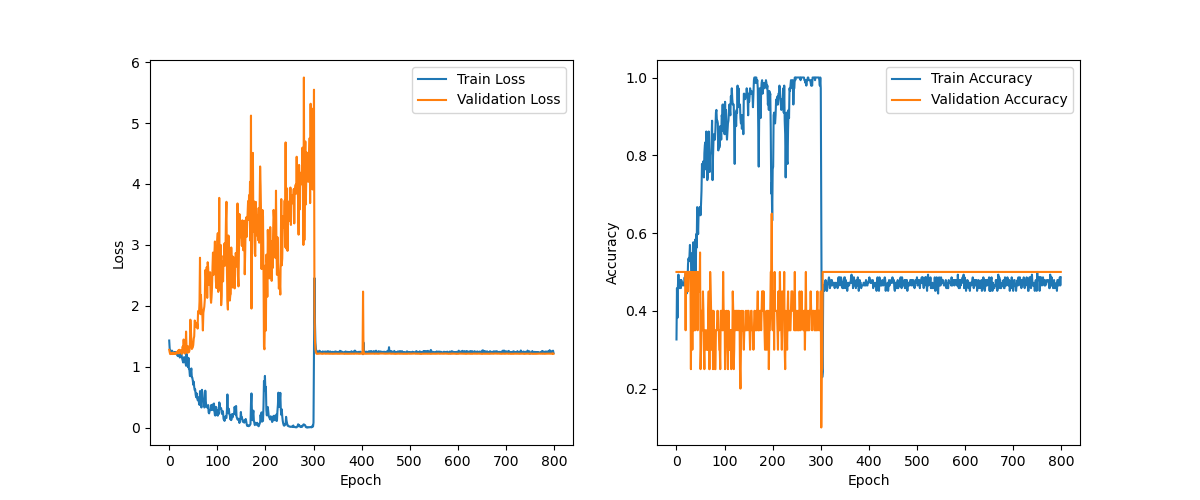 6
5
4
3
2
1
0
Loss
0 100 200 300 400 500 600 700 800
Epoch
Train Loss
Validation Loss
1.0
0.8
0.6
0.4
0.2
Accuracy
0 100 200 300 400 500 600 700 800
Epoch
Train Accuracy
Validation Accuracy